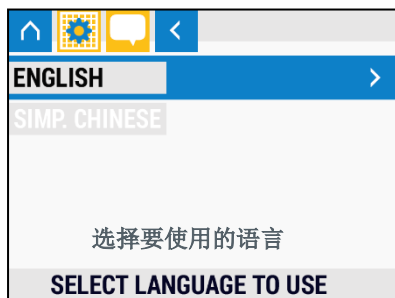 ENGLISH
SIMP. CHINESE
选择要使用的语言
SELECT LANGUAGE TO USE